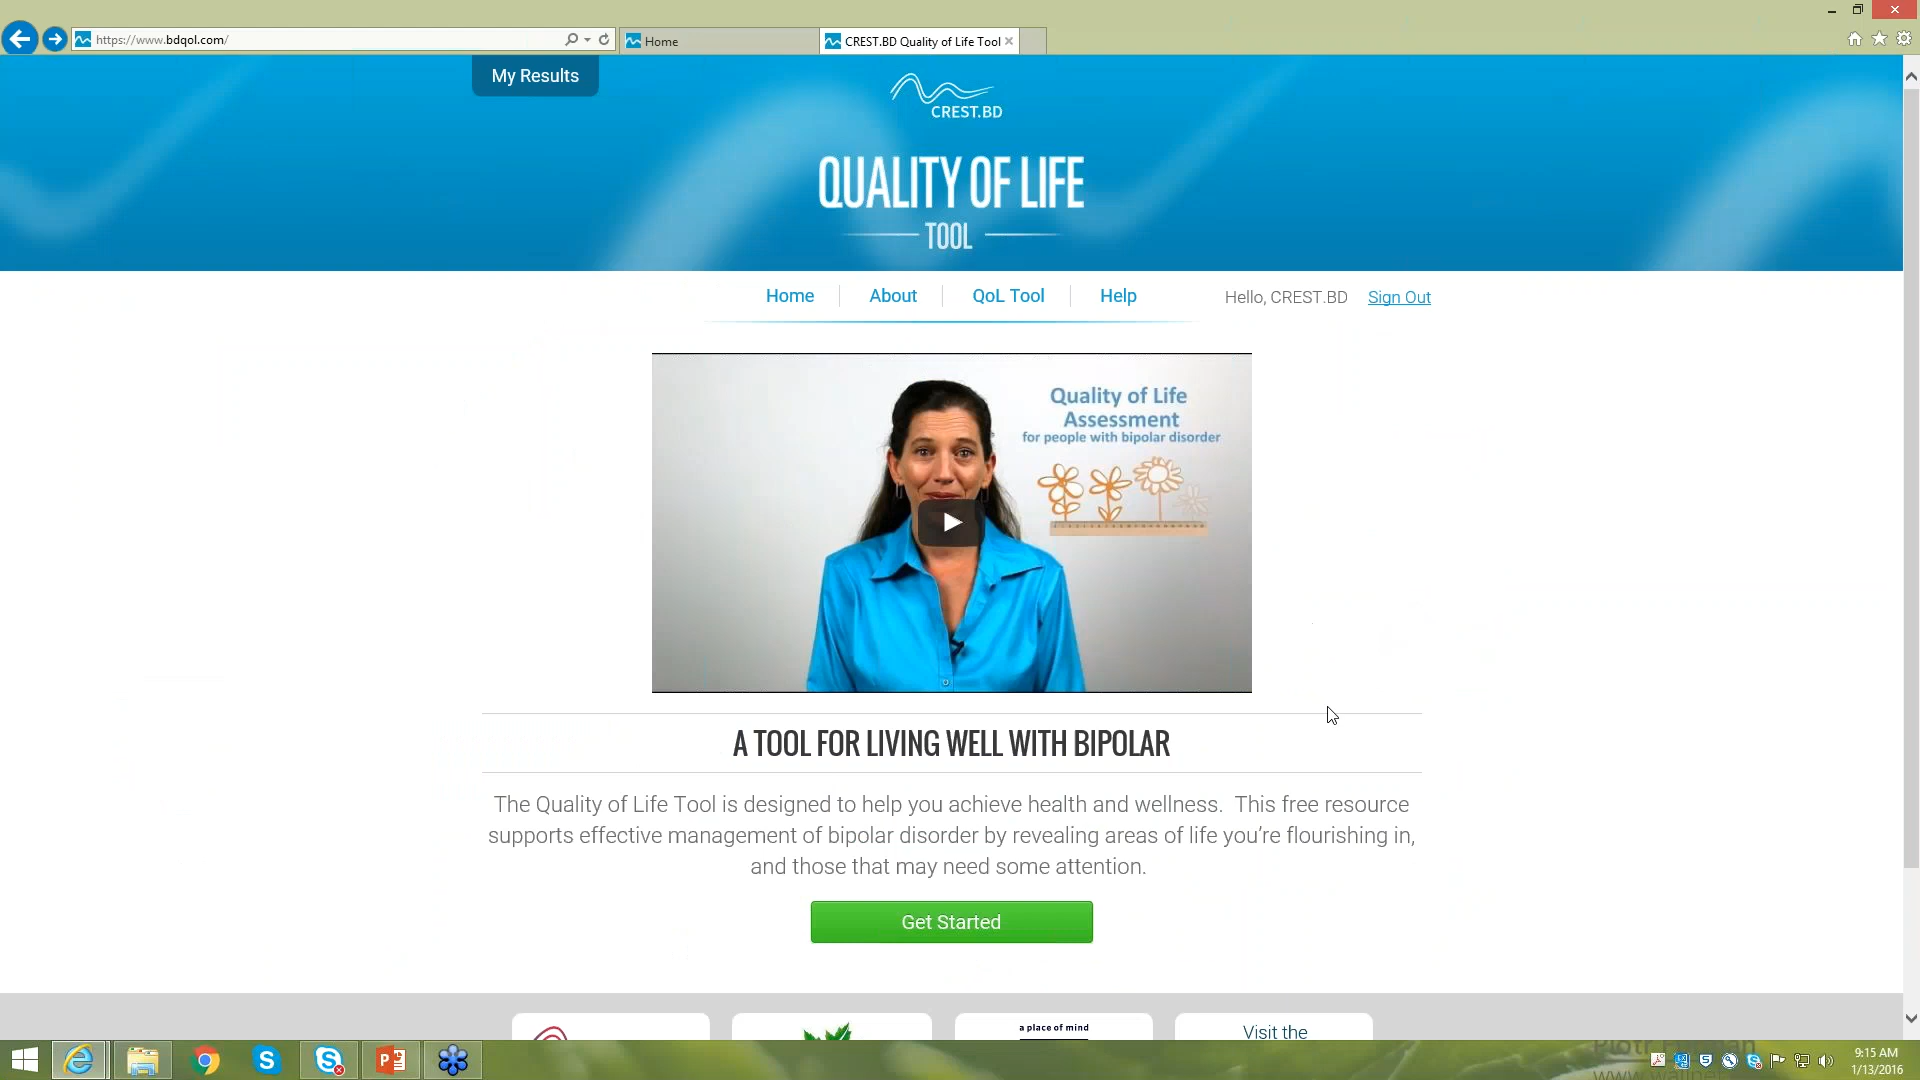 https://www.bdqol.com/
Home
CREST.BD Quality of Life Tool
My Results
CREST.BD
QUALITY OF LIFE
TOOL
Home
About
QoL Tool
Help
Hello, CREST.BD
Sign Out
Quality of Life
Assessment
for people with bipolar disorder
A TOOL FOR LIVING WELL WITH BIPOLAR
The Quality of Life Tool is designed to help you achieve health and wellness. This free resource
supports effective management of bipolar disorder by revealing areas of life you’re flourishing in,
and those that may need some attention.
Get Started
a place of mind
Visit the
9:15 AM
1/13/2016